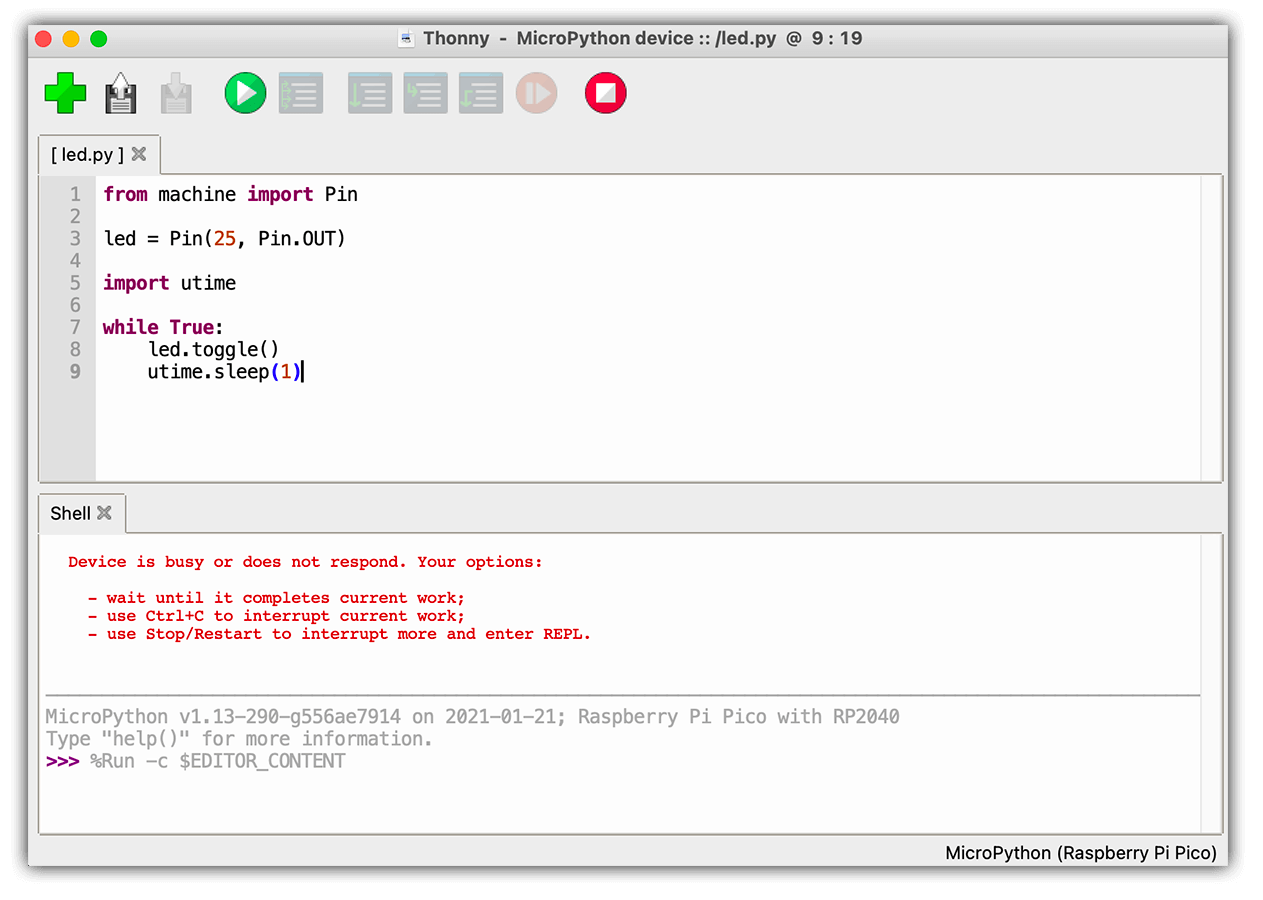 Thonny - MicroPython device :: /led.py @ 9 : 19
[ led.py ]
1 from machine import Pin
2
3 led = Pin(25, Pin.OUT)
4
5 import utime
6
7 while True:
8     led.toggle()
9     utime.sleep(1)
Shell
Device is busy or does not respond. Your options:
- wait until it completes current work;
- use Ctrl+C to interrupt current work;
- use Stop/Restart to interrupt more and enter REPL.
MicroPython v1.13-290-g556ae7914 on 2021-01-21; Raspberry Pi Pico with RP2040
Type "help()" for more information.
>>> %Run -c $EDITOR_CONTENT
MicroPython (Raspberry Pi Pico)